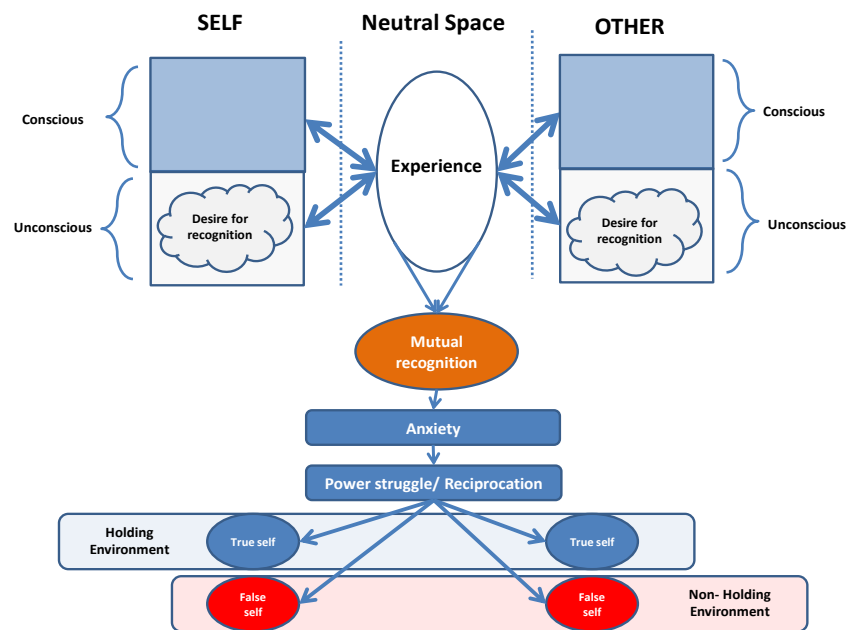 SELF
Neutral Space
OTHER
Conscious
Conscious
Experience
Unconscious
Desire for
recognition
Desire for
recognition
Unconscious
Mutual
recognition
Anxiety
Power struggle/ Reciprocation
Holding
Environment
True self
True self
False
self
False
self
Non- Holding
Environment